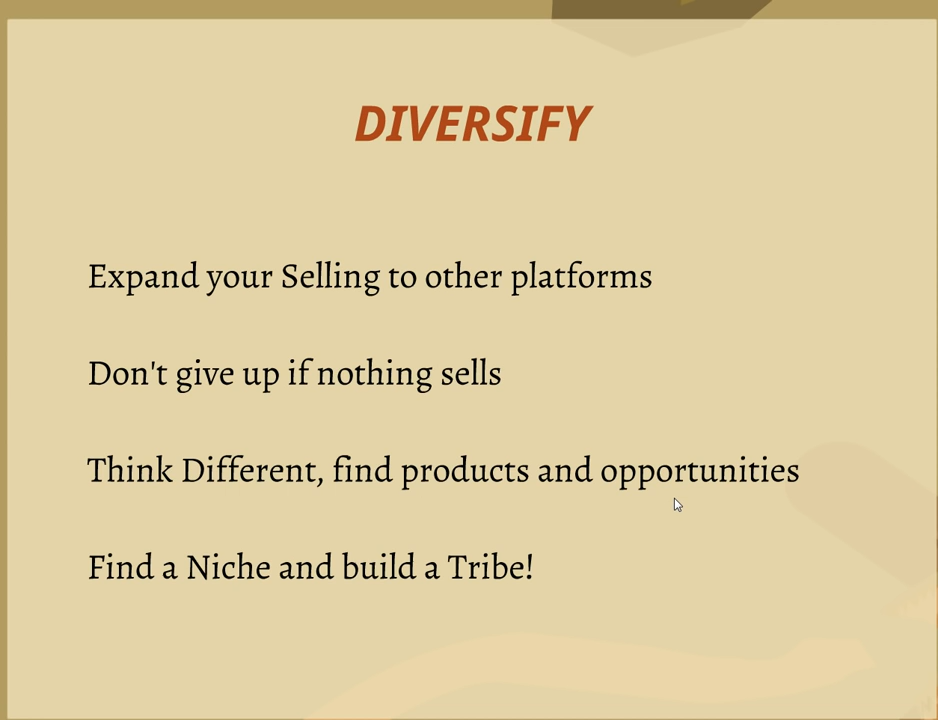 DIVERSIFY
Expand your Selling to other platforms
Don't give up if nothing sells
Think Different, find products and opportunities
Find a Niche and build a Tribe!